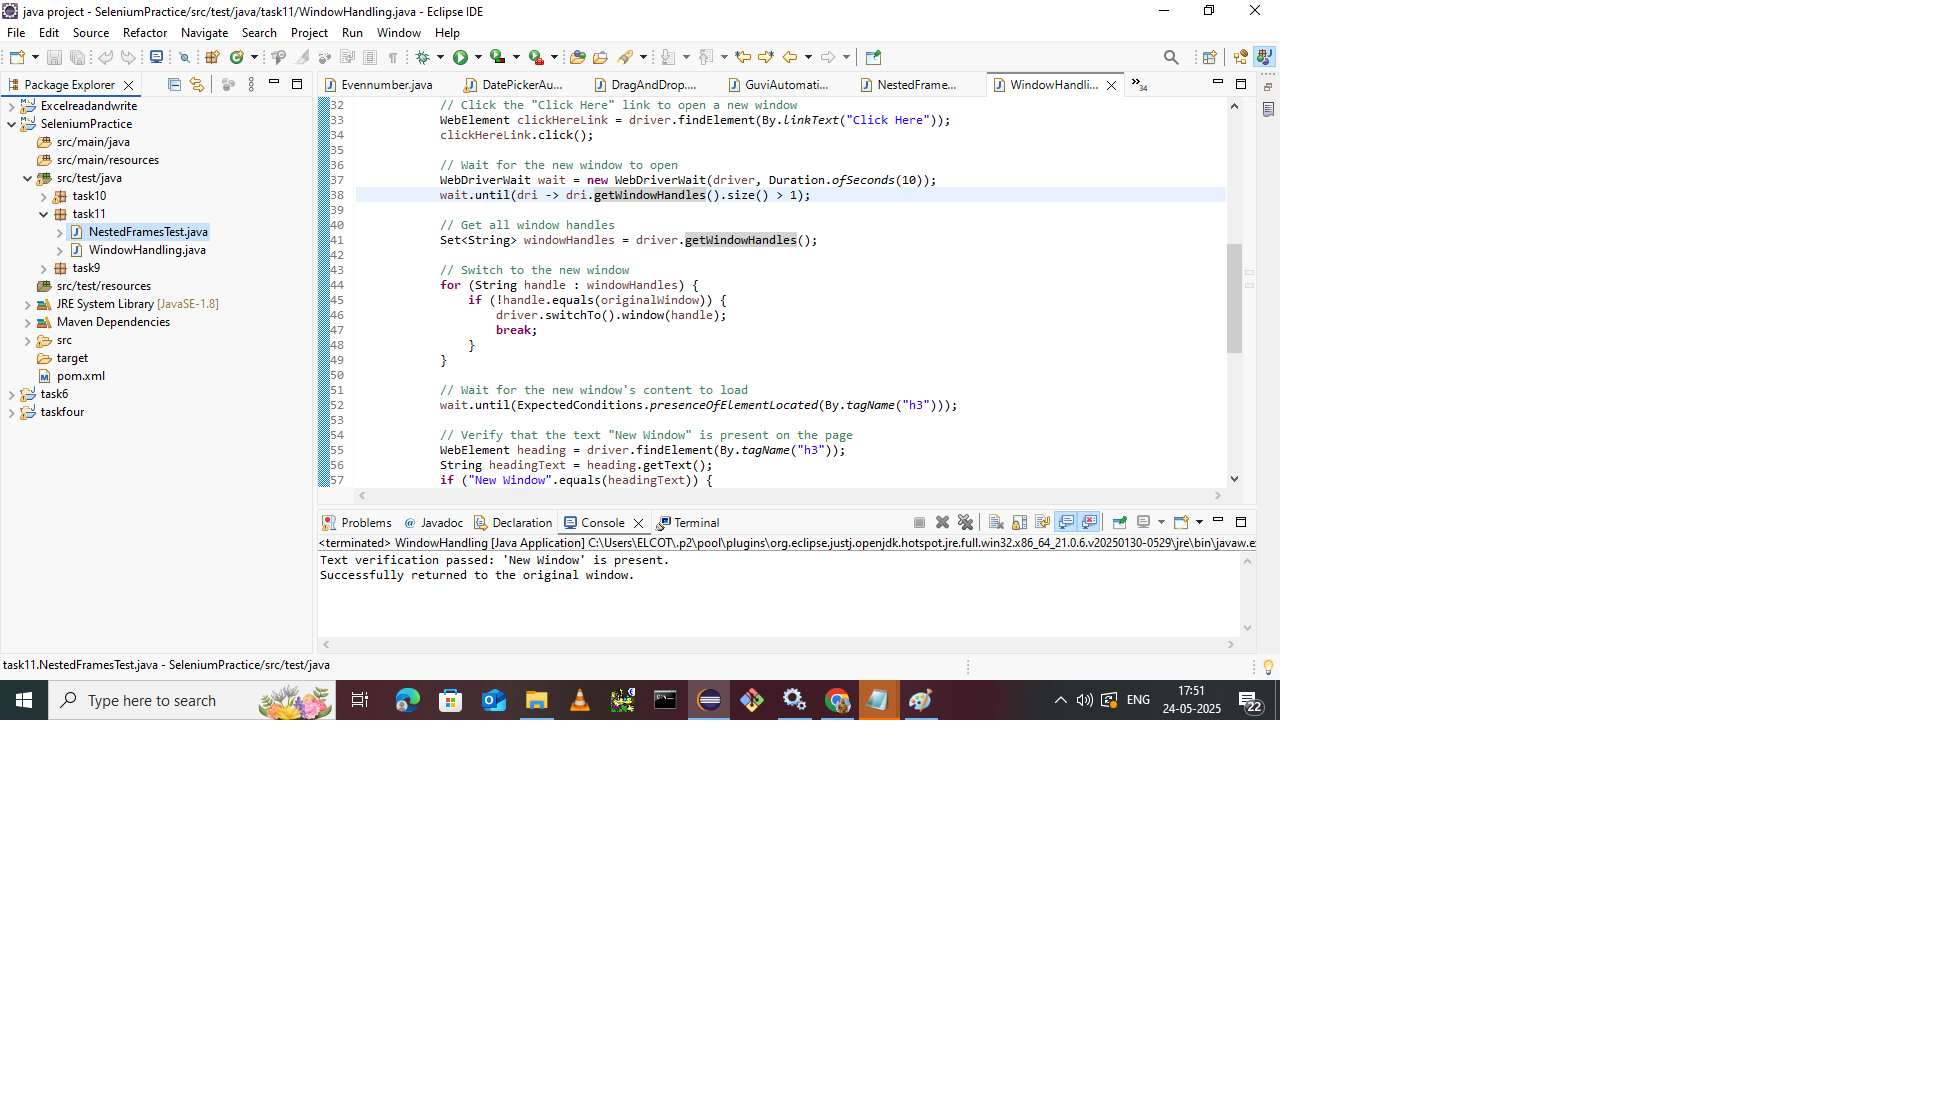 java project - SeleniumPractice/src/test/java/task11/WindowHandling.java - Eclipse IDE
File Edit Source Refactor Navigate Search Project Run Window Help
Package Explorer
Excelreadandwrite
SeleniumPractice
src/main/java
src/main/resources
src/test/java
task10
task11
NestedFramesTest.java
WindowHandling.java
task9
src/test/resources
JRE System Library [JavaSE-1.8]
Maven Dependencies
src
target
pom.xml
task6
taskfour
Evennumber.java DatePickerAu... DragAndDrop.... GuviAutomati... NestedFrame... WindowHandli... 34
32 // Click the "Click Here" link to open a new window
33 WebElement clickHereLink = driver.findElement(By.linkText("Click Here"));
34 clickHereLink.click();
35
36 // Wait for the new window to open
37 WebDriverWait wait = new WebDriverWait(driver, Duration.ofSeconds(10));
38 wait.until(dri -> dri.getWindowHandles().size() > 1);
39
40 // Get all window handles
41 Set<String> windowHandles = driver.getWindowHandles();
42
43 // Switch to the new window
44 for (String handle : windowHandles) {
45 if (!handle.equals(originalWindow)) {
46 driver.switchTo().window(handle);
47 break;
48 }
49 }
50
51 // Wait for the new window's content to load
52 wait.until(ExpectedConditions.presenceOfElementLocated(By.tagName("h3")));
53
54 // Verify that the text "New Window" is present on the page
55 WebElement heading = driver.findElement(By.tagName("h3"));
56 String headingText = heading.getText();
57 if ("New Window".equals(headingText)) {
Problems @ Javadoc Declaration Console Terminal
<terminated> WindowHandling [Java Application] C:\Users\ELCOT\.p2\pool\plugins\org.eclipse.justj.openjdk.hotspot.jre.full.win32.x86_64_21.0.6.v20250130-0529\jre\bin\javaw.e
Text verification passed: 'New Window' is present.
Successfully returned to the original window.
task11.NestedFramesTest.java - SeleniumPractice/src/test/java
Type here to search
ENG
17:51
24-05-2025
22